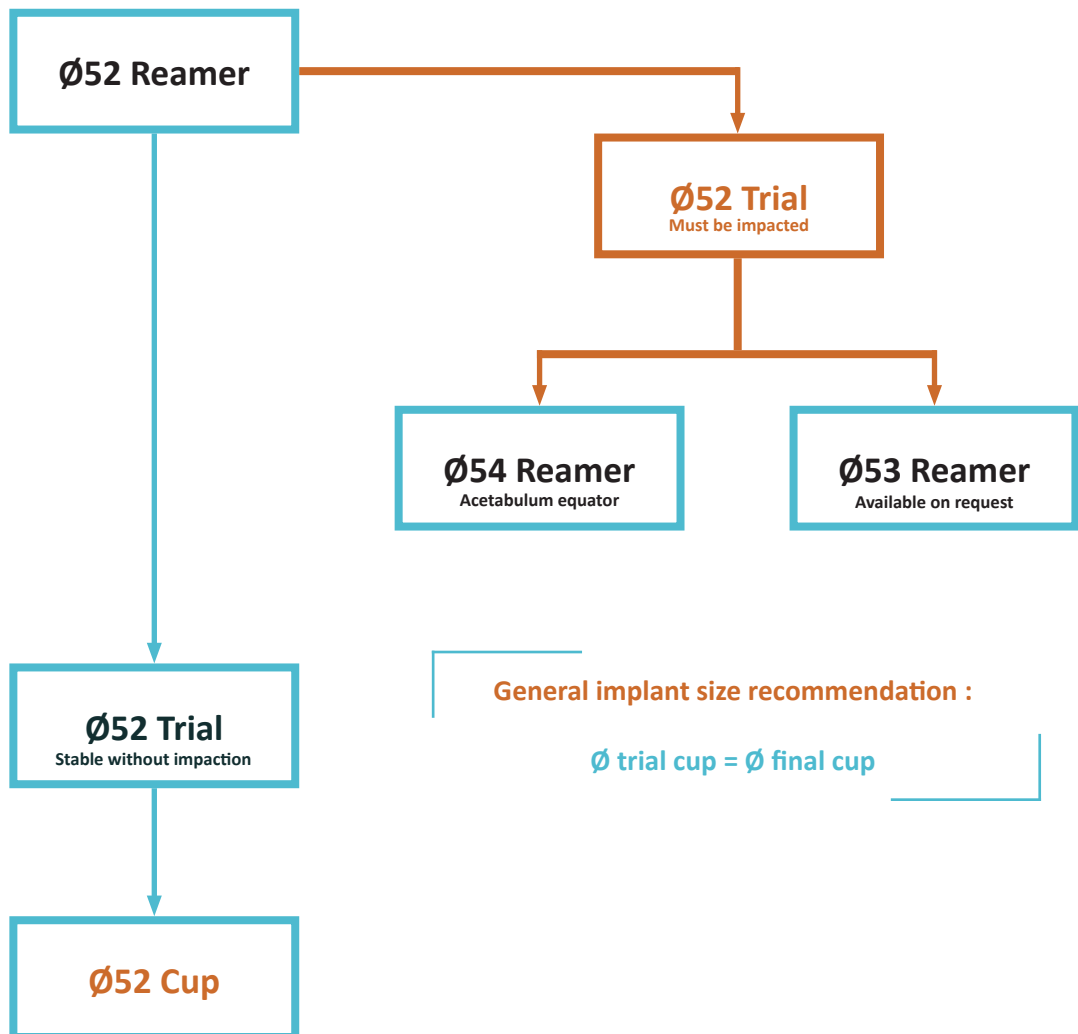 Ø52 Reamer
Ø52 Trial
Must be impacted
Ø54 Reamer
Acetabulum equator
Ø53 Reamer
Available on request
General implant size recommendation :
Ø trial cup = Ø final cup
Ø52 Trial
Stable without impaction
Ø52 Cup